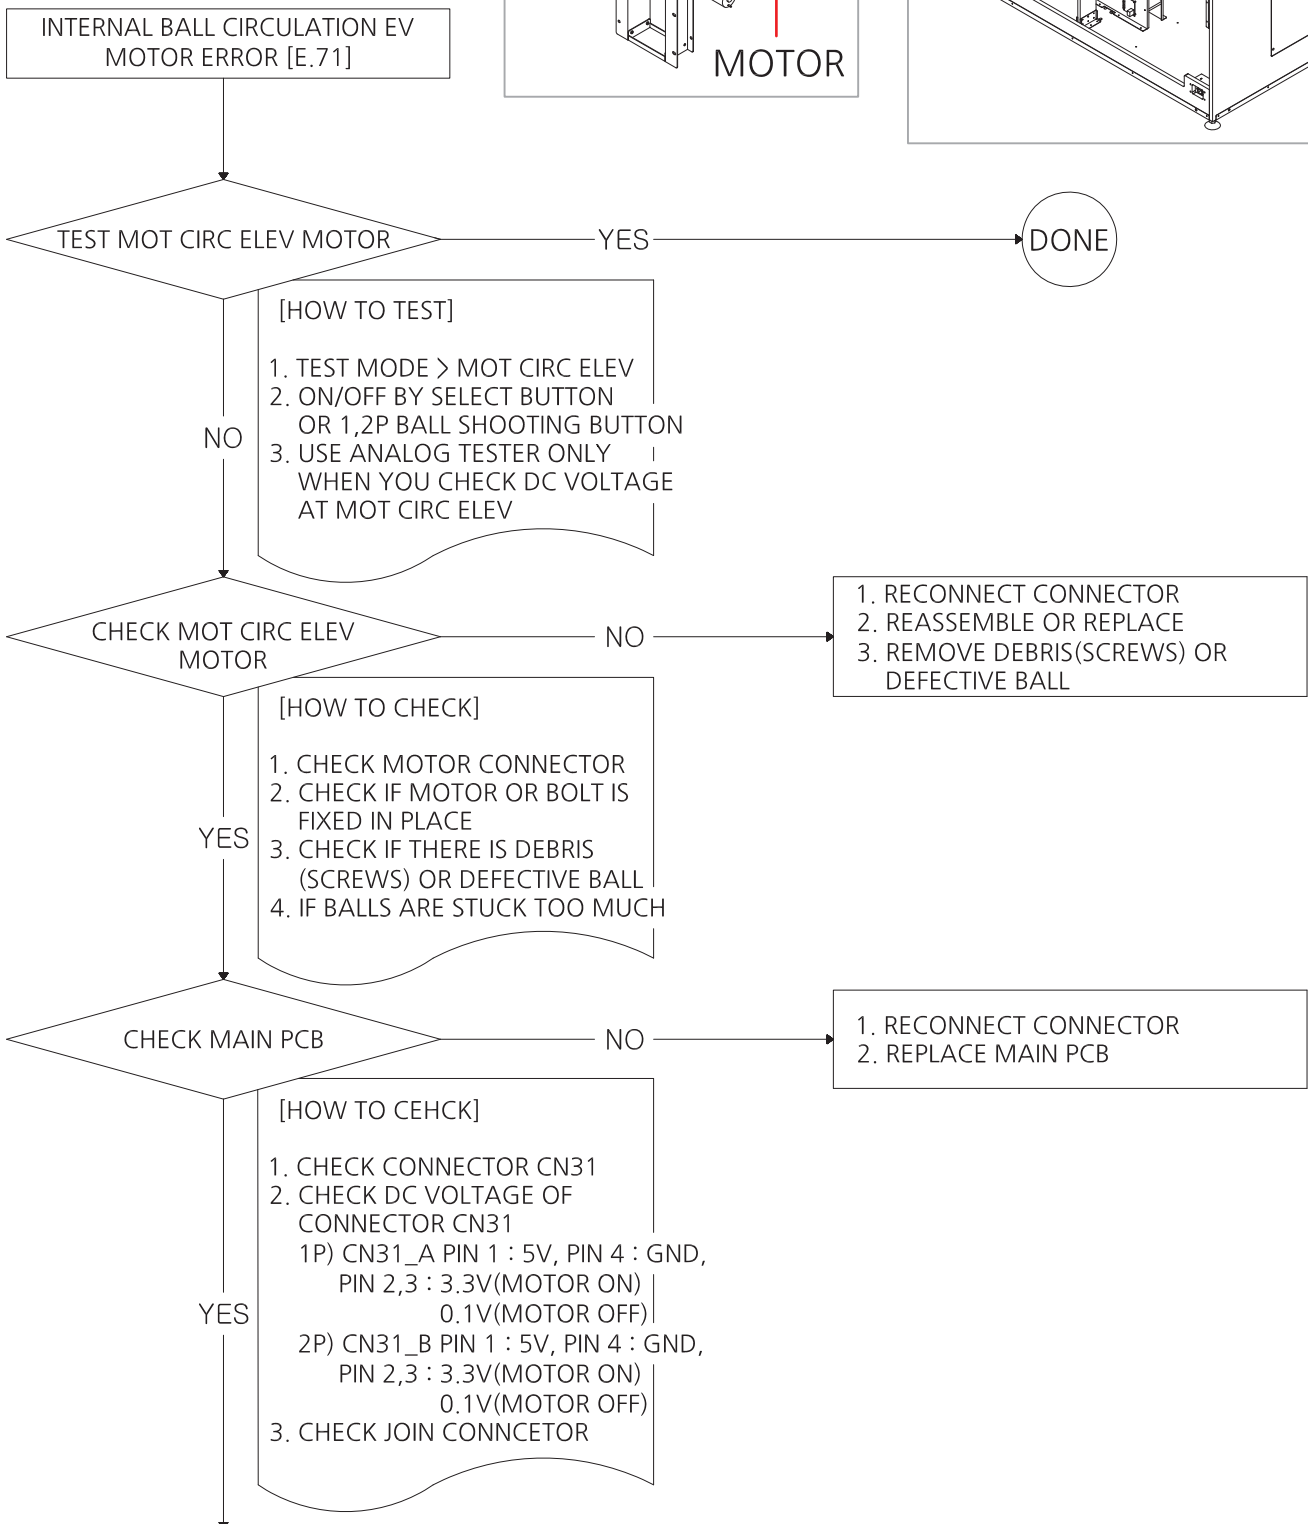 INTERNAL BALL CIRCULATION EV
MOTOR ERROR [E.71]
MOTOR
TEST MOT CIRC ELEV MOTOR
YES
DONE
[HOW TO TEST]
1. TEST MODE > MOT CIRC ELEV
2. ON/OFF BY SELECT BUTTON
OR 1,2P BALL SHOOTING BUTTON
3. USE ANALOG TESTER ONLY
WHEN YOU CHECK DC VOLTAGE
AT MOT CIRC ELEV
NO
CHECK MOT CIRC ELEV
MOTOR
NO
1. RECONNECT CONNECTOR
2. REASSEMBLE OR REPLACE
3. REMOVE DEBRIS(SCREWS) OR
DEFECTIVE BALL
[HOW TO CHECK]
1. CHECK MOTOR CONNECTOR
2. CHECK IF MOTOR OR BOLT IS
FIXED IN PLACE
3. CHECK IF THERE IS DEBRIS
(SCREWS) OR DEFECTIVE BALL
4. IF BALLS ARE STUCK TOO MUCH
YES
CHECK MAIN PCB
NO
1. RECONNECT CONNECTOR
2. REPLACE MAIN PCB
[HOW TO CEHCK]
1. CHECK CONNECTOR CN31
2. CHECK DC VOLTAGE OF
CONNECTOR CN31
1P) CN31_A PIN 1 : 5V, PIN 4 : GND,
PIN 2,3 : 3.3V(MOTOR ON)
0.1V(MOTOR OFF)
2P) CN31_B PIN 1 : 5V, PIN 4 : GND,
PIN 2,3 : 3.3V(MOTOR ON)
0.1V(MOTOR OFF)
3. CHECK JOIN CONNCETOR
YES